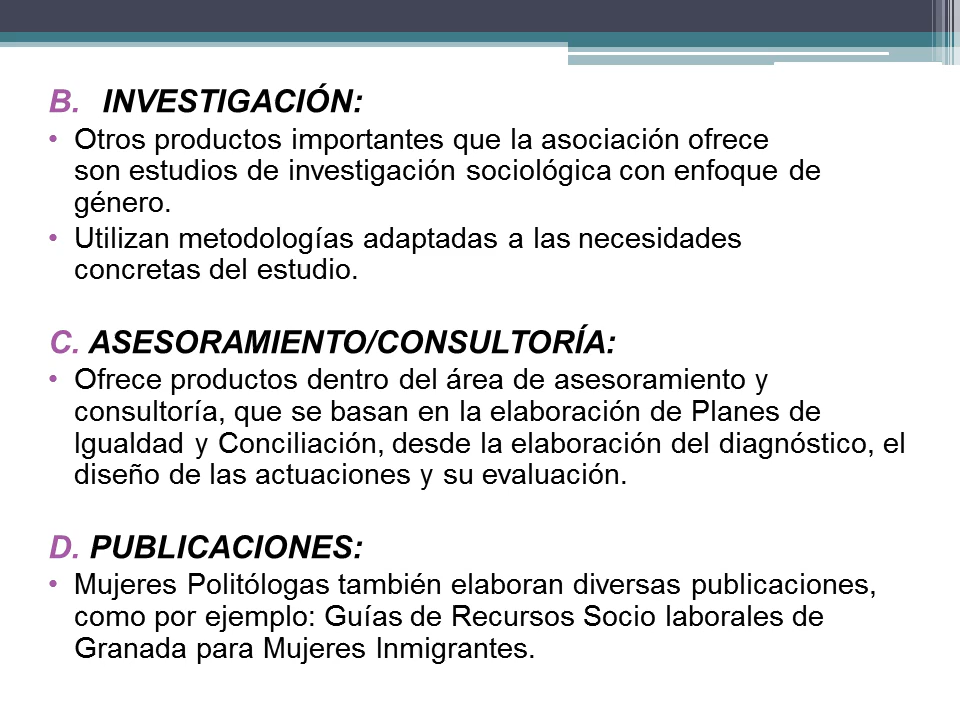 B. INVESTIGACIÓN:
• Otros productos importantes que la asociación ofrece
son estudios de investigación sociológica con enfoque de
género.
• Utilizan metodologías adaptadas a las necesidades
concretas del estudio.
C. ASESORAMIENTO/CONSULTORÍA:
• Ofrece productos dentro del área de asesoramiento y
consultoría, que se basan en la elaboración de Planes de
Igualdad y Conciliación, desde la elaboración del diagnóstico, el
diseño de las actuaciones y su evaluación.
D. PUBLICACIONES:
• Mujeres Politólogas también elaboran diversas publicaciones,
como por ejemplo: Guías de Recursos Socio laborales de
Granada para Mujeres Inmigrantes.